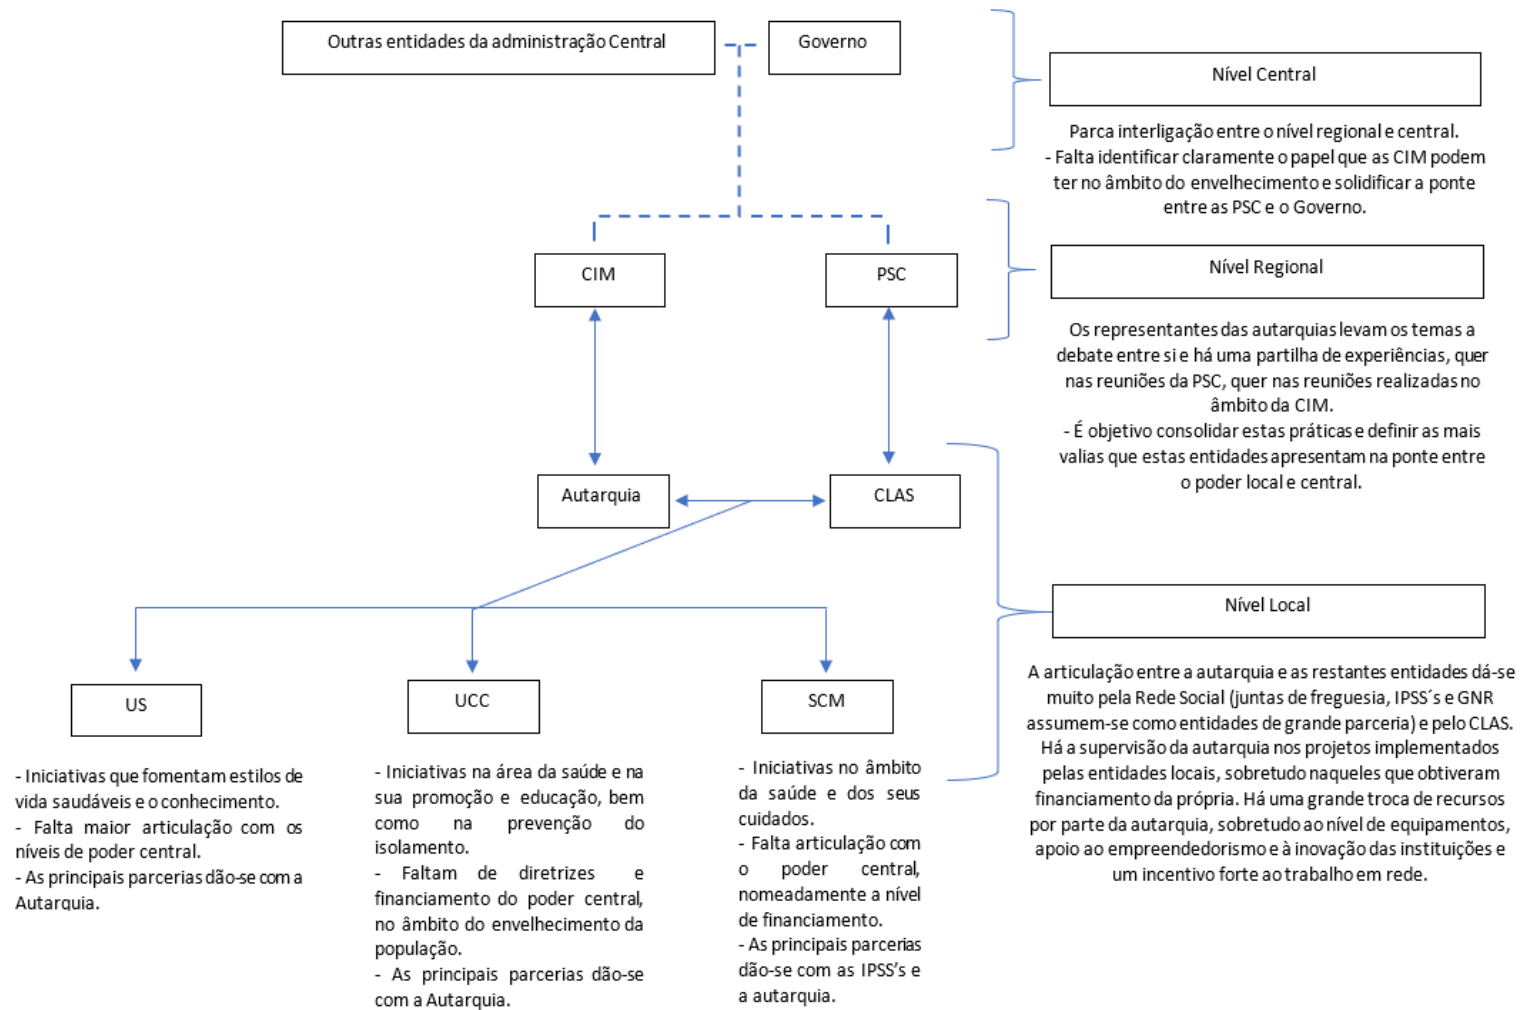 Outras entidades da administração Central
Governo
Nível Central
Parca interligação entre o nível regional e central.
- Falta identificar claramente o papel que as CIM podem
ter no âmbito do envelhecimento e solidificar a ponte
entre as PSC e o Governo.
CIM
PSC
Nível Regional
Os representantes das autarquias levam os temas a
debate entre si e há uma partilha de experiências, quer
nas reuniões da PSC, quer nas reuniões realizadas no
âmbito da CIM.
- É objetivo consolidar estas práticas e definir as mais
valias que estas entidades apresentam na ponte entre
o poder local e central.
Autarquia
CLAS
Nível Local
A articulação entre a autarquia e as restantes entidades dá-se
muito pela Rede Social (juntas de freguesia, IPSS´s e GNR
assumem-se como entidades de grande parceria) e pelo CLAS.
Há a supervisão da autarquia nos projetos implementados
pelas entidades locais, sobretudo naqueles que obtiveram
financiamento da própria. Há uma grande troca de recursos
por parte da autarquia, sobretudo ao nível de equipamentos,
apoio ao empreendedorismo e à inovação das instituições e
um incentivo forte ao trabalho em rede.
US
- Iniciativas que fomentam estilos de
vida saudáveis e o conhecimento.
- Falta maior articulação com os
níveis de poder central.
- As principais parcerias dão-se com a
Autarquia.
UCC
- Iniciativas na área da saúde e na
sua promoção e educação, bem
como na prevenção do
isolamento.
- Faltam de diretrizes e
financiamento do poder central,
no âmbito do envelhecimento da
população.
- As principais parcerias dão-se
com a Autarquia.
SCM
- Iniciativas no âmbito
da saúde e dos seus
cuidados.
- Falta articulação com
o poder central,
nomeadamente a nível
de financiamento.
- As principais parcerias
dão-se com as IPSS’s e
a autarquia.